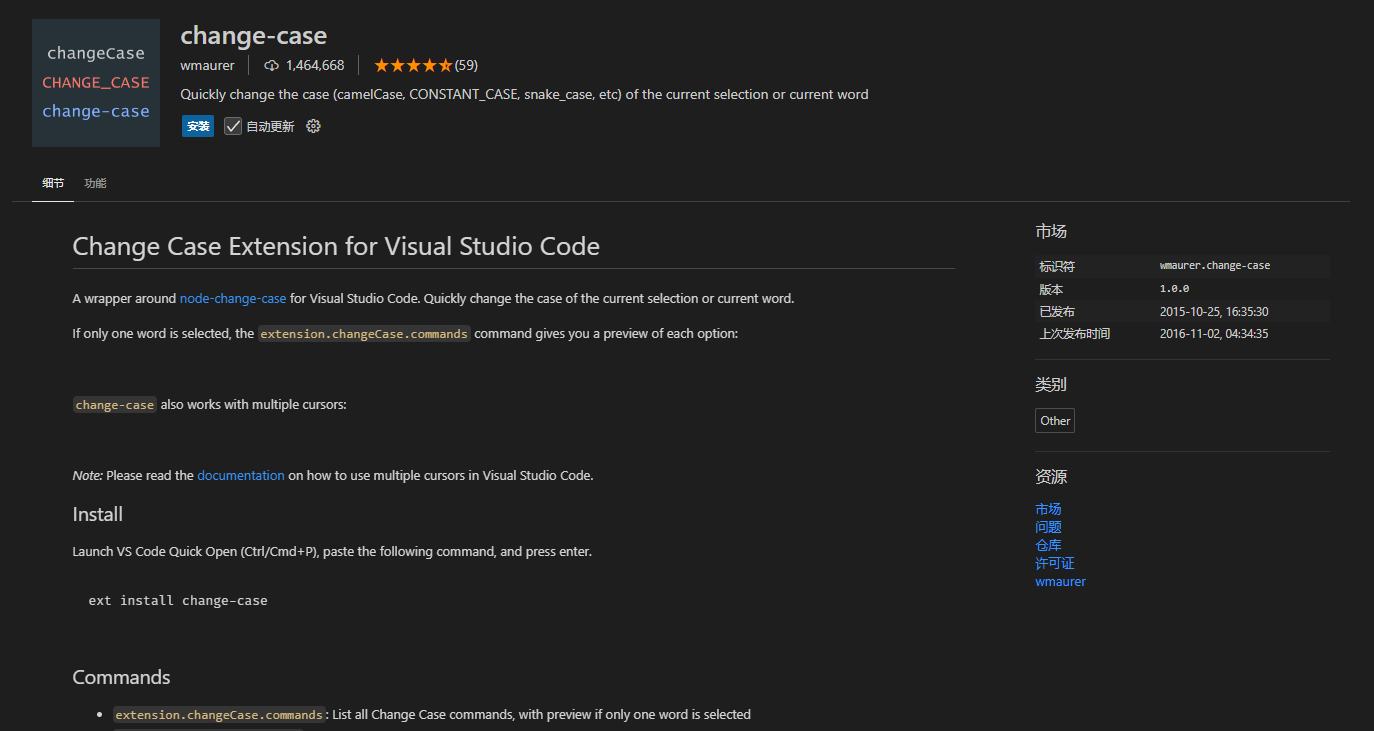 changeCase
CHANGE_CASE
change-case
change-case
wmaurer 1,464,668 (59)
Quickly change the case (camelCase, CONSTANT_CASE, snake_case, etc) of the current selection or current word
安装 自动更新
细节 功能
Change Case Extension for Visual Studio Code
A wrapper around node-change-case for Visual Studio Code. Quickly change the case of the current selection or current word.
If only one word is selected, the extension.changeCase.commands command gives you a preview of each option:
change-case also works with multiple cursors:
Note: Please read the documentation on how to use multiple cursors in Visual Studio Code.
Install
Launch VS Code Quick Open (Ctrl/Cmd+P), paste the following command, and press enter.
ext install change-case
Commands
extension.changeCase.commands: List all Change Case commands, with preview if only one word is selected
市场
标识符 wmaurer.change-case
版本 1.0.0
已发布 2015-10-25, 16:35:30
上次发布时间 2016-11-02, 04:34:35
类别
Other
资源
市场
问题
仓库
许可证
wmaurer